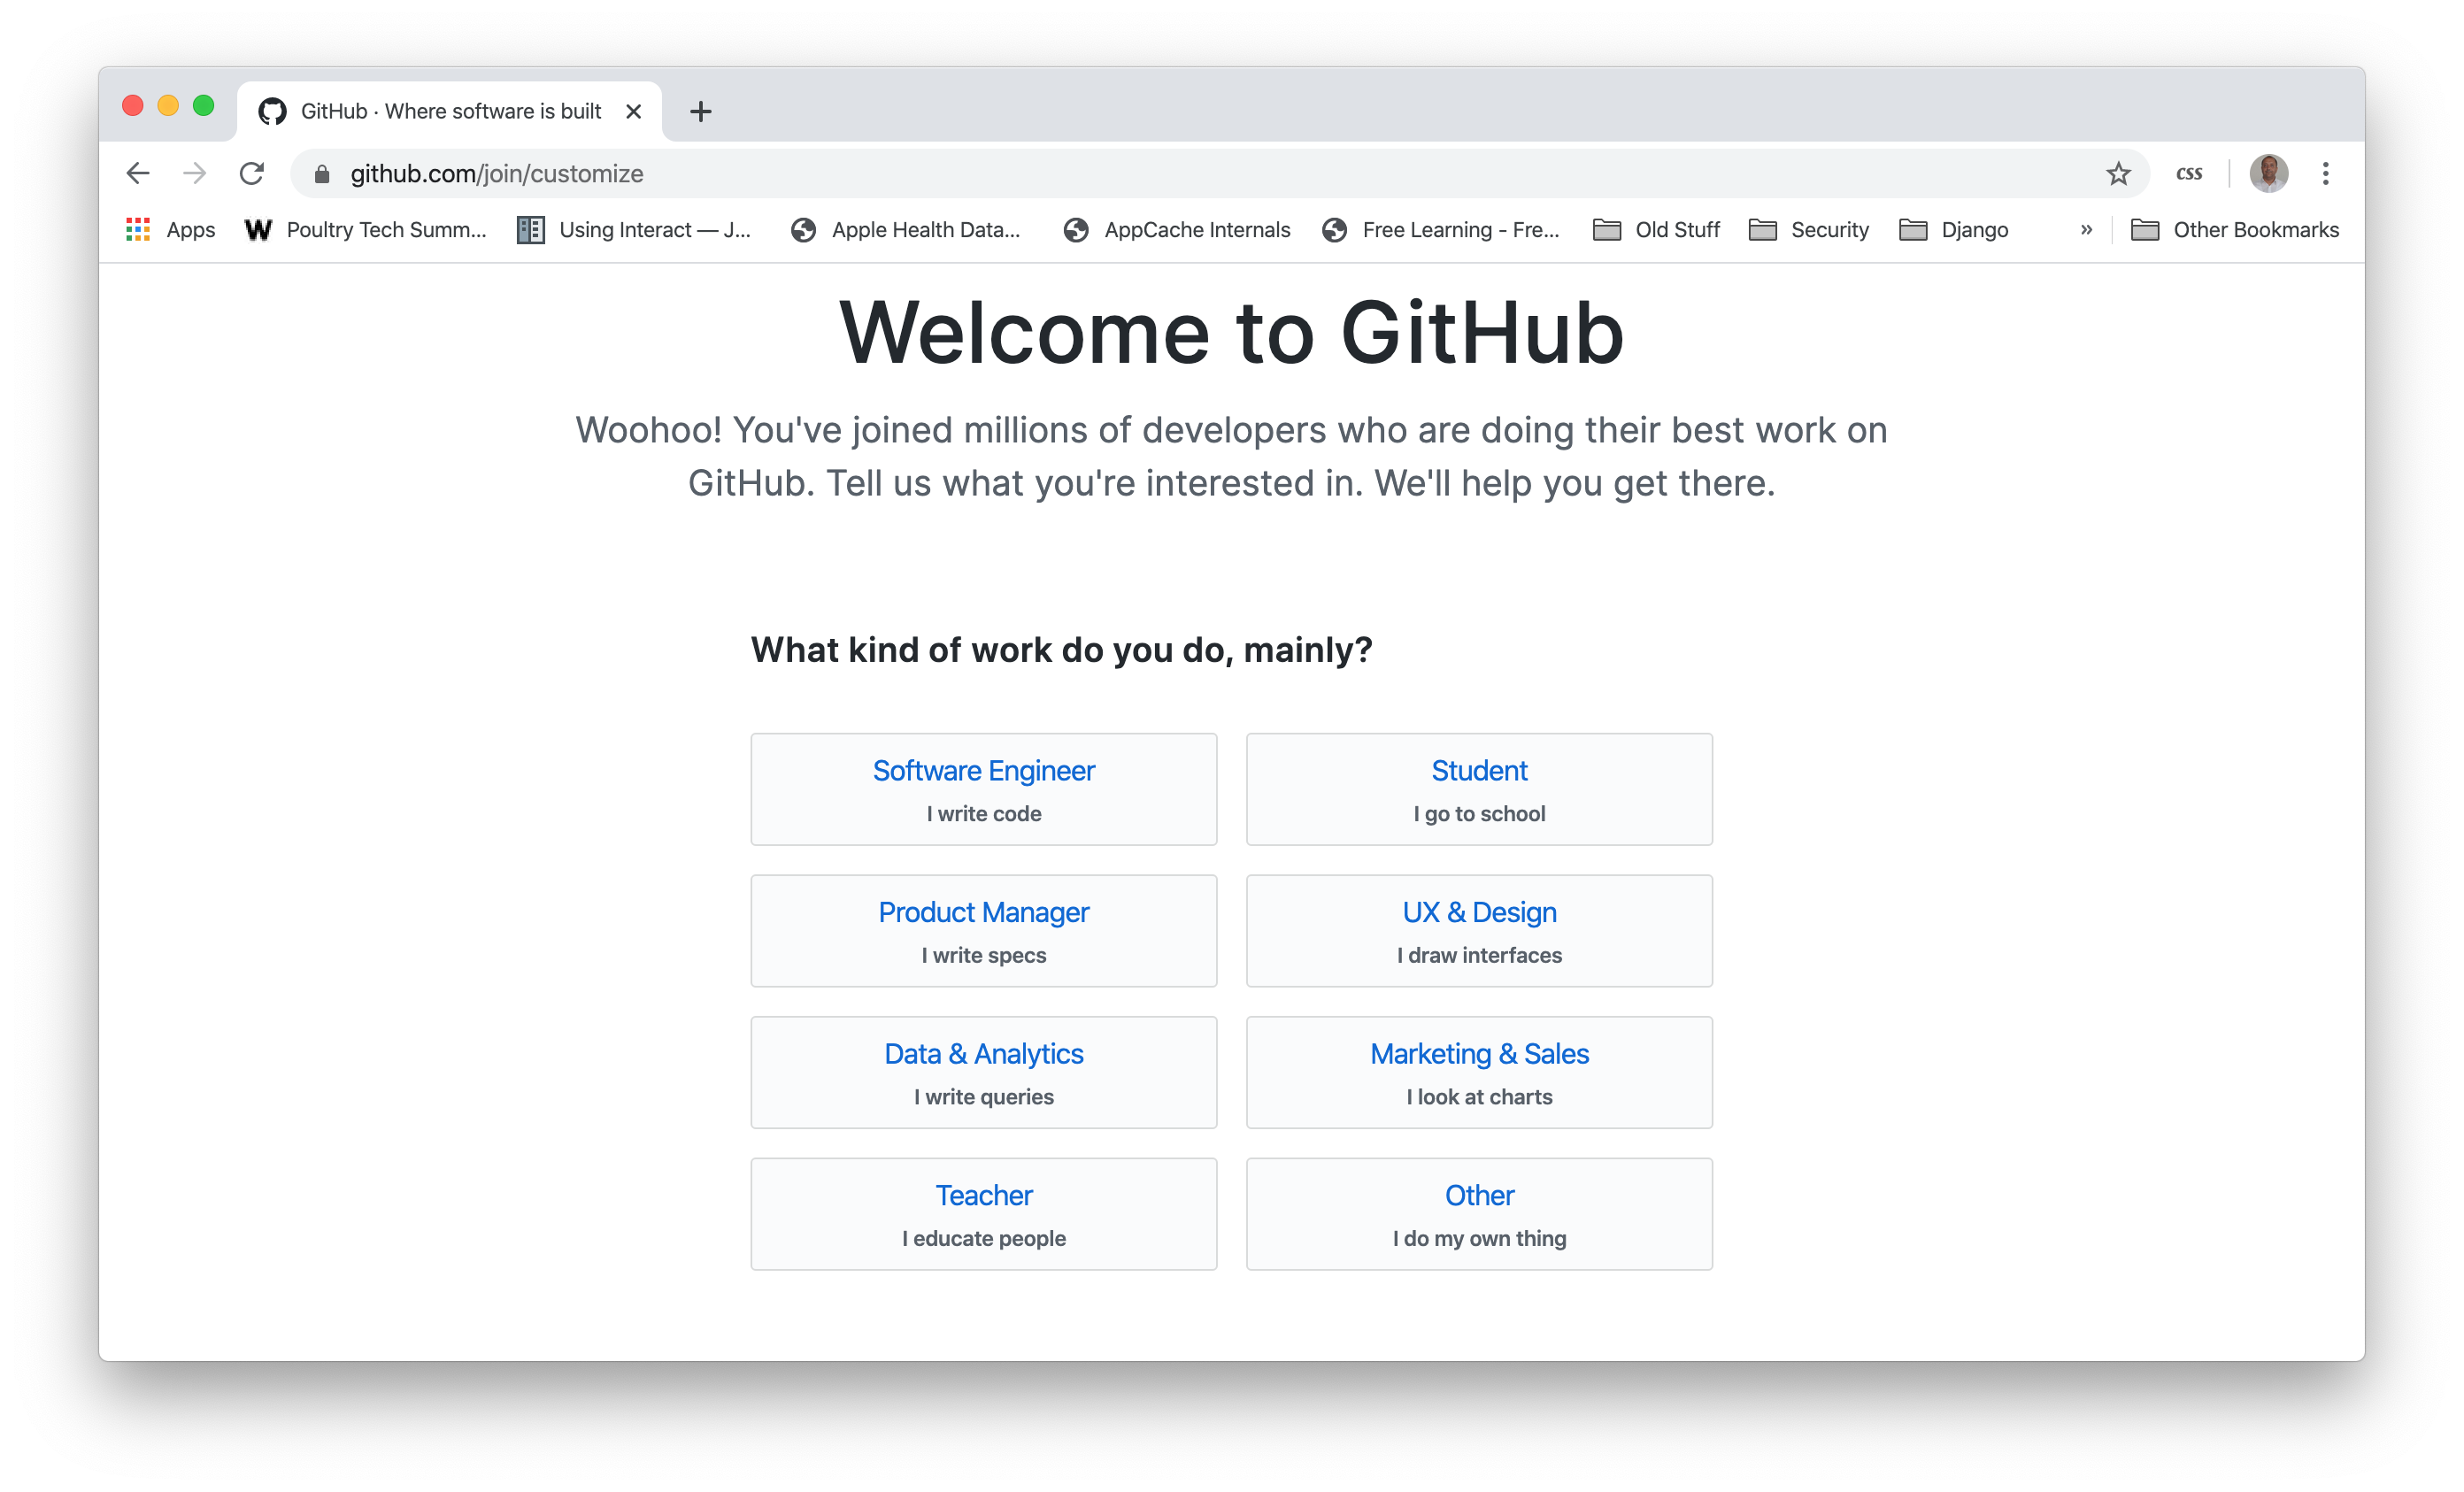 GitHub · Where software is built
github.com/join/customize
css
Apps
Poultry Tech Summ...
Using Interact — J...
Apple Health Data...
AppCache Internals
Free Learning - Fre...
Old Stuff
Security
Django
»
Other Bookmarks
Welcome to GitHub
Woohoo! You've joined millions of developers who are doing their best work on
GitHub. Tell us what you're interested in. We'll help you get there.
What kind of work do you do, mainly?
Software Engineer
I write code
Student
I go to school
Product Manager
I write specs
UX & Design
I draw interfaces
Data & Analytics
I write queries
Marketing & Sales
I look at charts
Teacher
I educate people
Other
I do my own thing